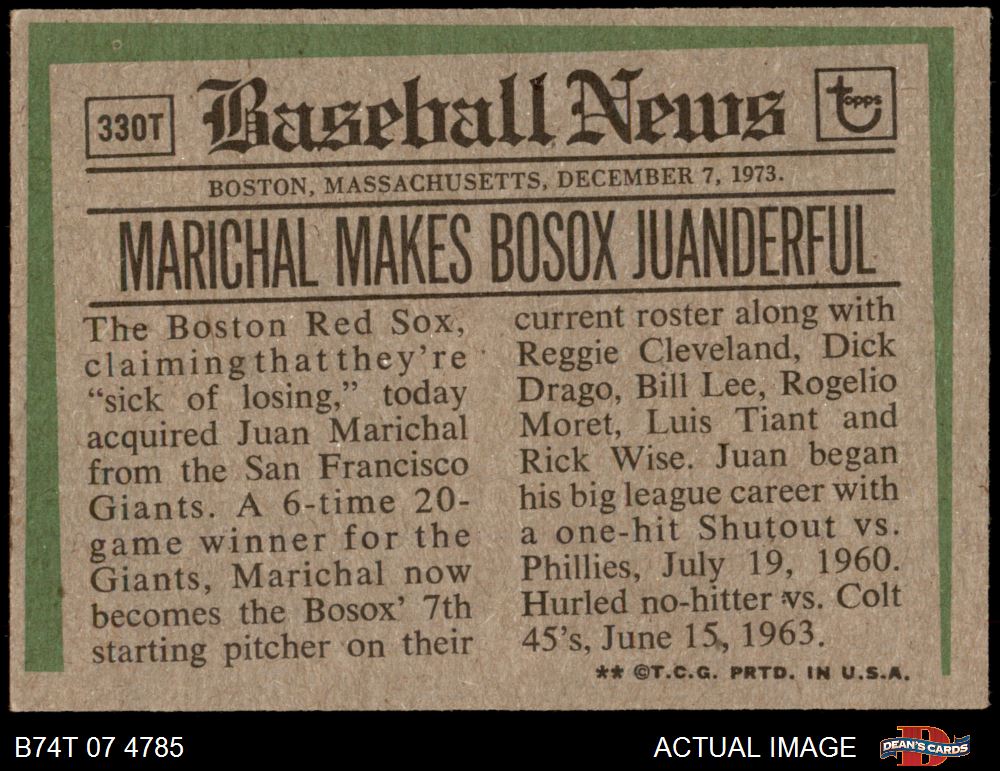 330T
Baseball News
topps
BOSTON, MASSACHUSETTS, DECEMBER 7, 1973.
MARICHAL MAKES BOSOX JUANDERFUL
The Boston Red Sox,
claiming that they're
“sick of losing,” today
acquired Juan Marichal
from the San Francisco
Giants. A 6-time 20-
game winner for the
Giants, Marichal now
becomes the Bosox' 7th
starting pitcher on their
current roster along with
Reggie Cleveland, Dick
Drago, Bill Lee, Rogelio
Moret, Luis Tiant and
Rick Wise. Juan began
his big league career with
a one-hit Shutout vs.
Phillies, July 19, 1960.
Hurled no-hitter vs. Colt
45's, June 15, 1963.
** ©T.C.G. PRTD. IN U.S.A.
B74T 07 4785
ACTUAL IMAGE
DEAN'S CARDS